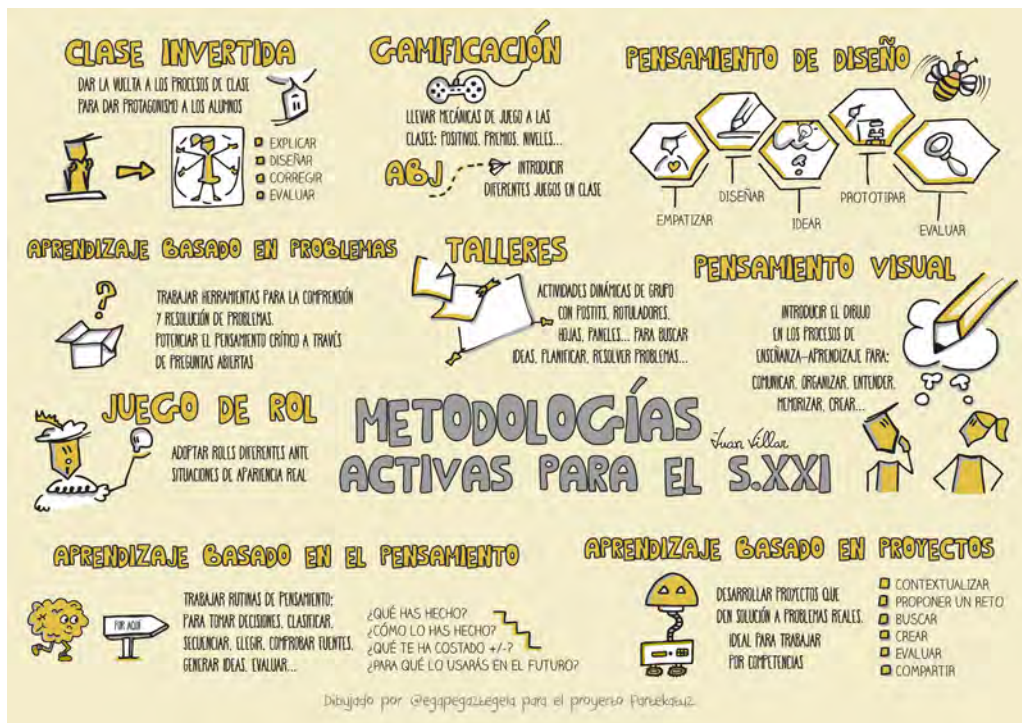 CLASE INVERTIDA
DAR LA VUELTA A LOS PROCESOS DE CLASE
PARA DAR PROTAGONISMO A LOS ALUMNOS
EXPLICAR
DISEÑAR
CORREGIR
EVALUAR
GAMIFICACIÓN
LLEVAR MECÁNICAS DE JUEGO A LAS
CLASES: POSITIVOS, PREMIOS, NIVELES...
ABJ
INTRODUCIR
DIFERENTES JUEGOS EN CLASE
PENSAMIENTO DE DISEÑO
EMPATIZAR
DISEÑAR
IDEAR
PROTOTIPAR
EVALUAR
APRENDIZAJE BASADO EN PROBLEMAS
TRABAJAR HERRAMIENTAS PARA LA COMPRENSIÓN
Y RESOLUCIÓN DE PROBLEMAS.
POTENCIAR EL PENSAMIENTO CRÍTICO A TRAVÉS
DE PREGUNTAS ABIERTAS
TALLERES
ACTIVIDADES DINÁMICAS DE GRUPO
CON POSTITS, ROTULADORES,
HOJAS, PANELES... PARA BUSCAR
IDEAS, PLANIFICAR, RESOLVER PROBLEMAS...
PENSAMIENTO VISUAL
INTRODUCIR EL DIBUJO
EN LOS PROCESOS DE
ENSEÑANZA-APRENDIZAJE PARA:
COMUNICAR, ORGANIZAR, ENTENDER,
MEMORIZAR, CREAR...
JUEGO DE ROL
ADOPTAR ROLES DIFERENTES ANTE
SITUACIONES DE APARIENCIA REAL
METODOLOGÍAS
ACTIVAS PARA EL S.XXI
Juan Villar
APRENDIZAJE BASADO EN EL PENSAMIENTO
POR AQUÍ
TRABAJAR RUTINAS DE PENSAMIENTO:
PARA TOMAR DECISIONES, CLASIFICAR,
SECUENCIAR, ELEGIR, COMPROBAR FUENTES,
GENERAR IDEAS, EVALUAR...
¿QUÉ HAS HECHO?
¿CÓMO LO HAS HECHO?
¿QUÉ TE HA COSTADO +/-?
¿PARA QUÉ LO USARÁS EN EL FUTURO?
APRENDIZAJE BASADO EN PROYECTOS
DESARROLLAR PROYECTOS QUE
DEN SOLUCIÓN A PROBLEMAS REALES.
IDEAL PARA TRABAJAR
POR COMPETENCIAS
CONTEXTUALIZAR
PROPONER UN RETO
BUSCAR
CREAR
EVALUAR
COMPARTIR
Dibujado por @egapegaztegela para el proyecto Partekatuz